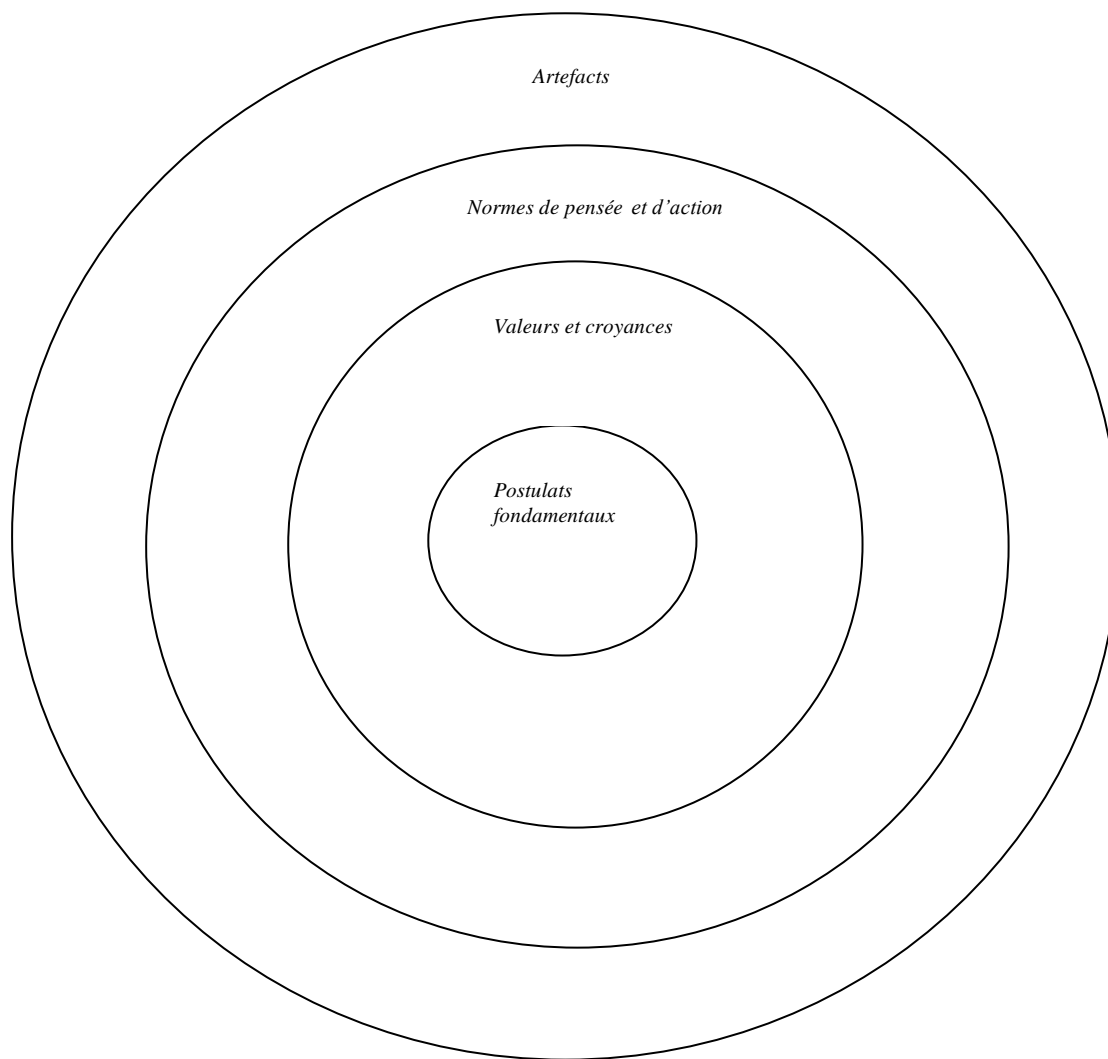 Artefacts
Normes de pensée et d’action
Valeurs et croyances
Postulats
fondamentaux